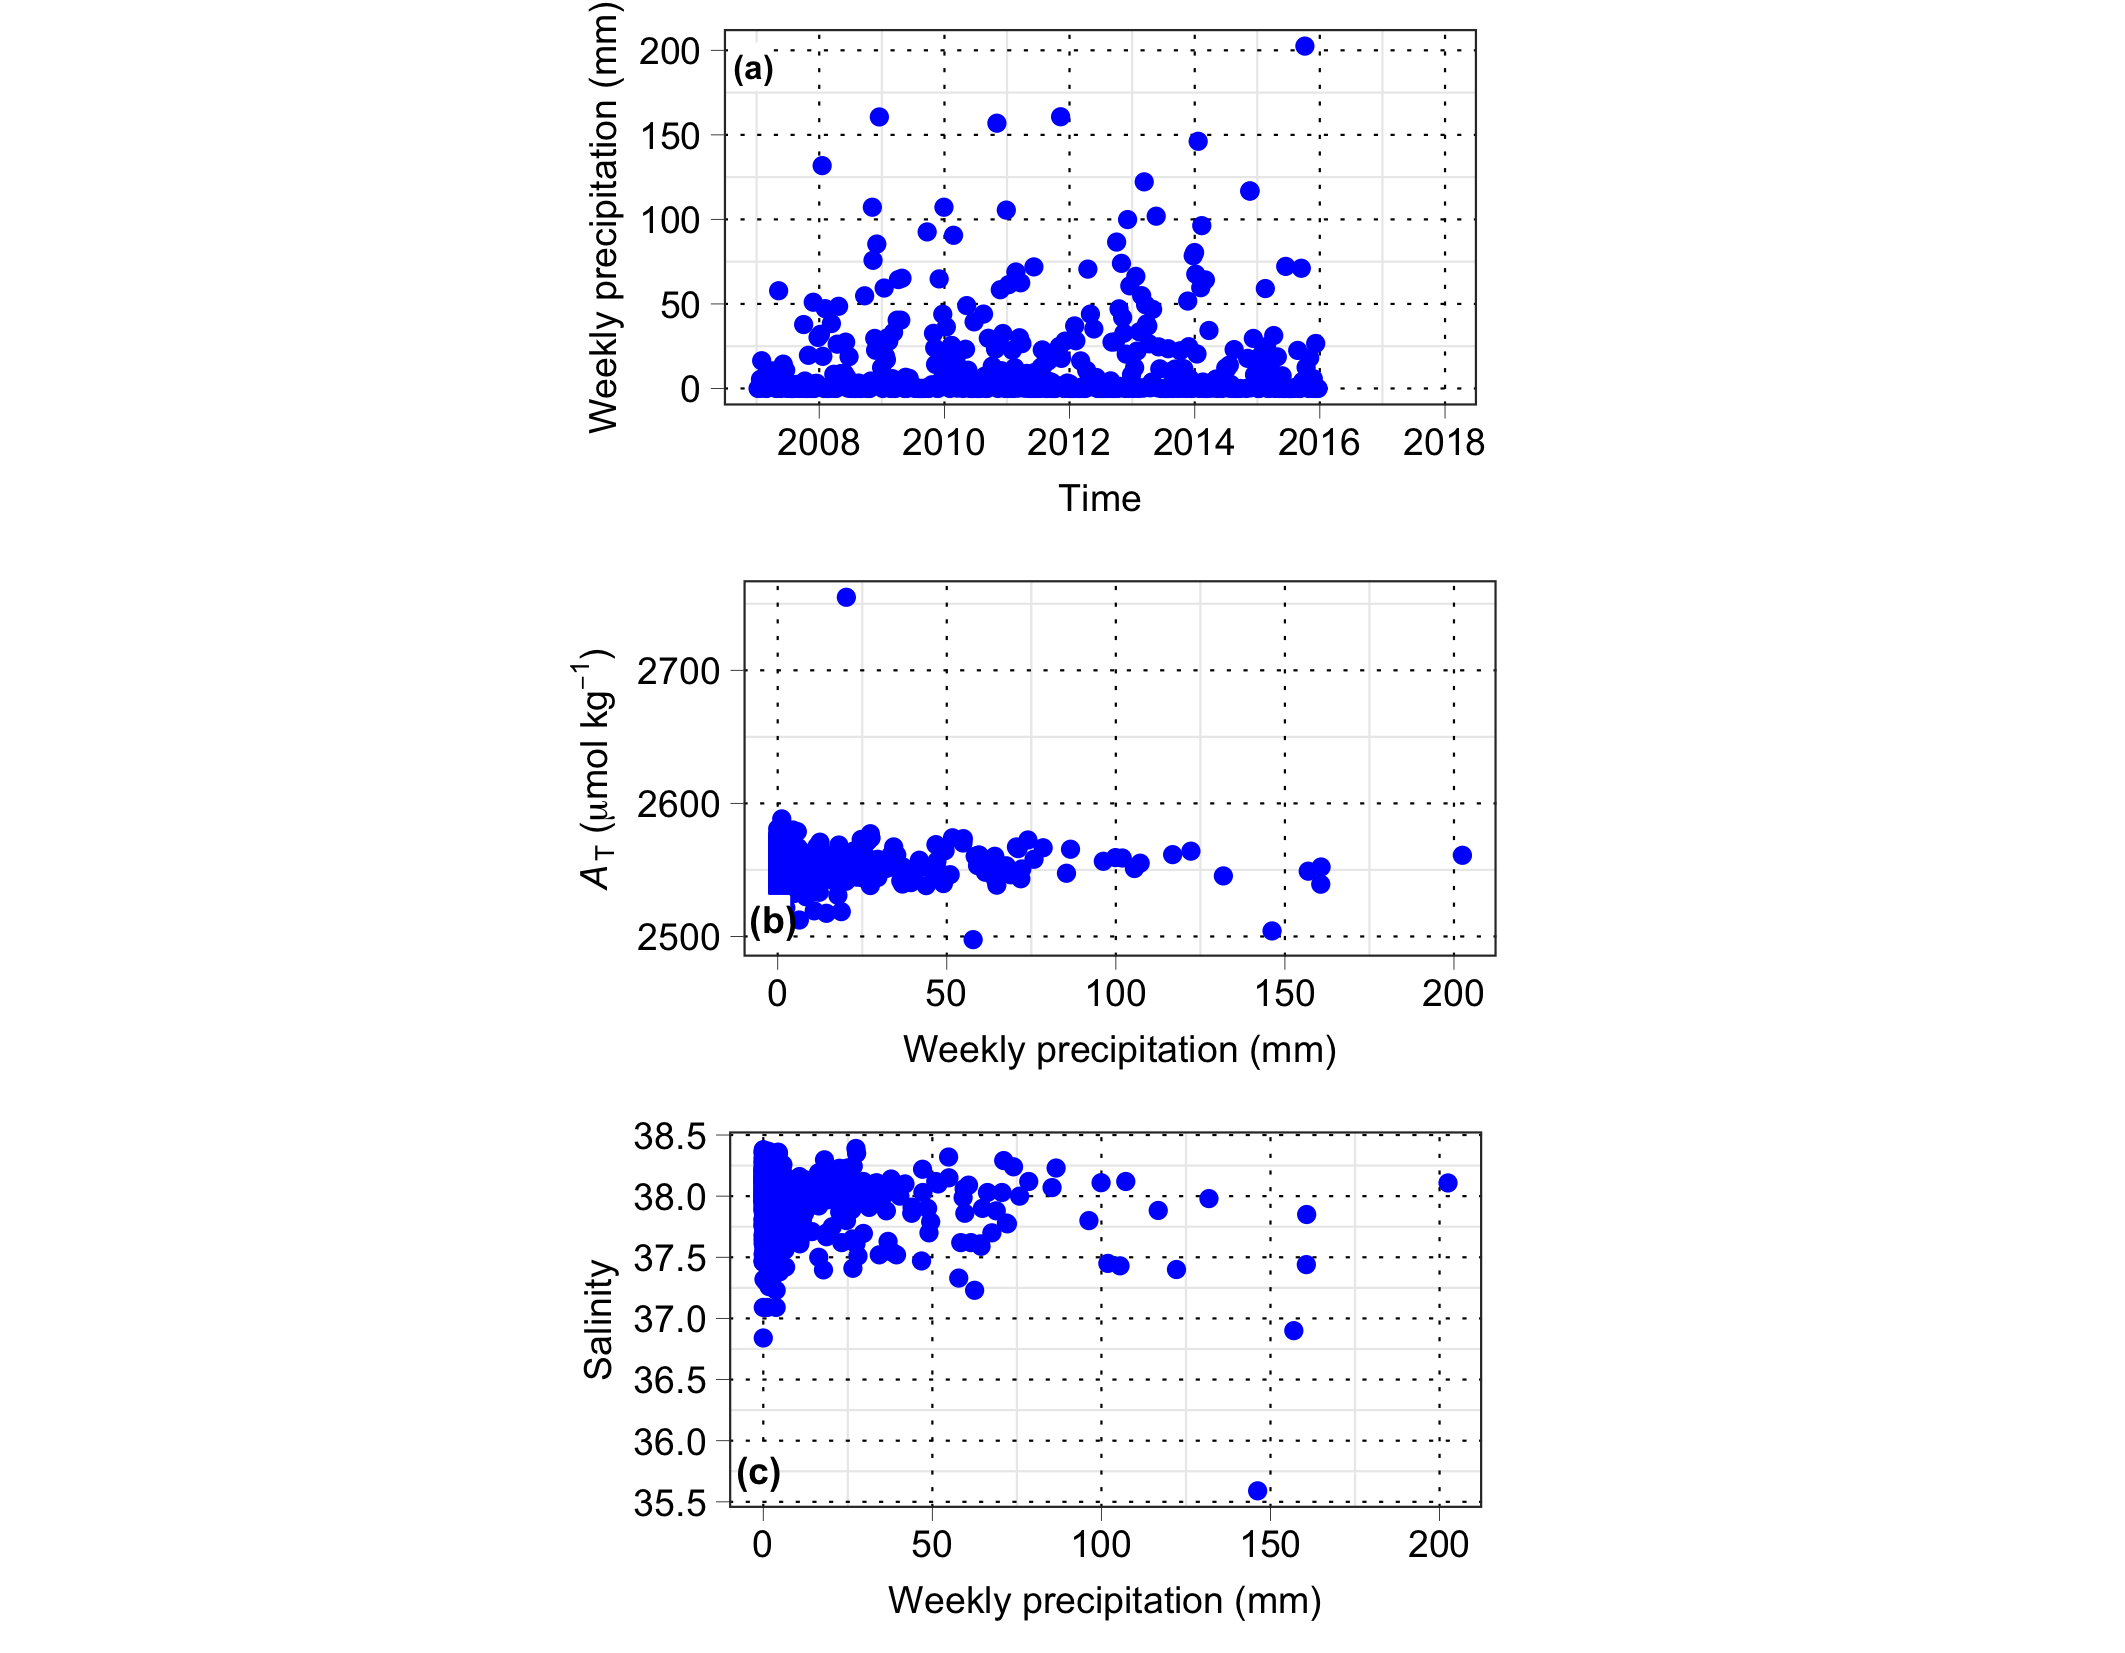 Weekly precipitation (mm)
200
150
100
50
0
(a)
2008 2010 2012 2014 2016 2018
Time
A_T (μmol kg⁻¹)
2700
2600
2500
(b)
0 50 100 150 200
Weekly precipitation (mm)
Salinity
38.5
38.0
37.5
37.0
36.5
36.0
35.5
(c)
0 50 100 150 200
Weekly precipitation (mm)